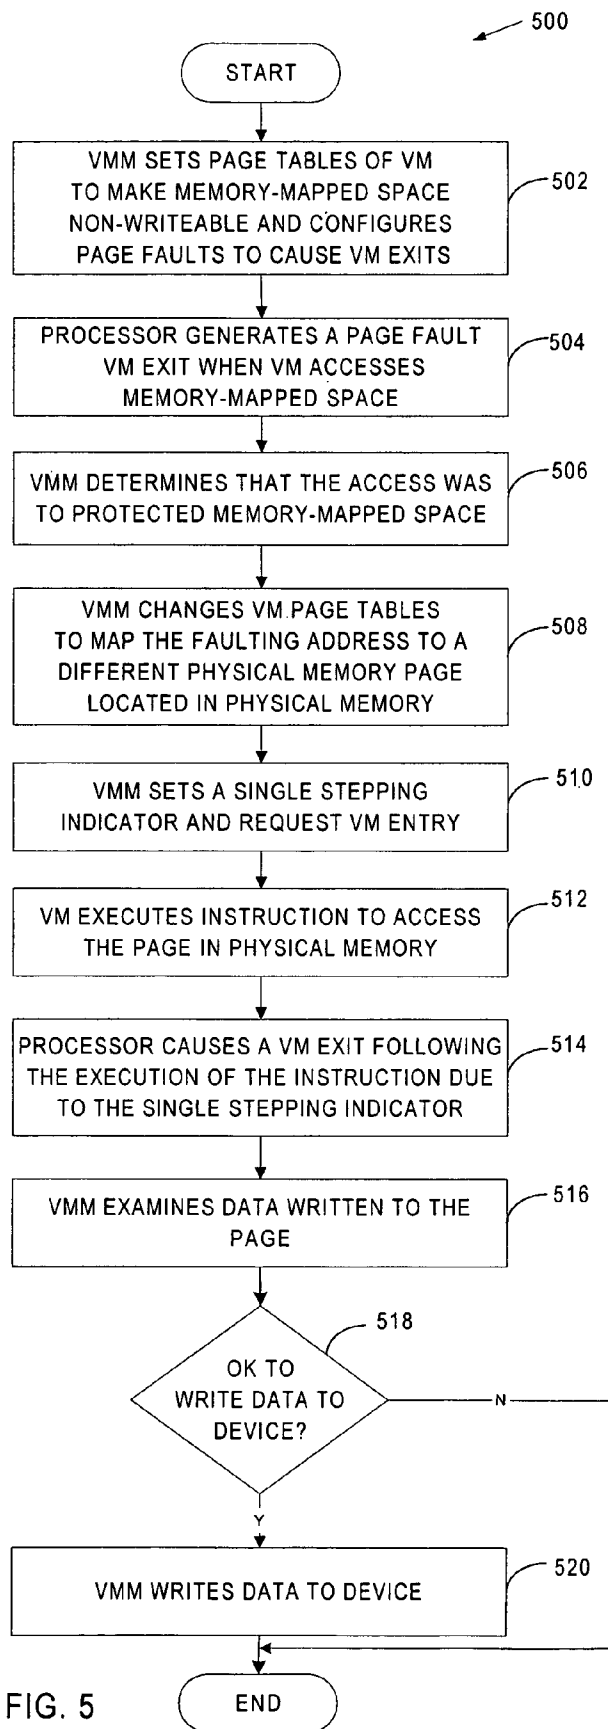 500
START
VMM SETS PAGE TABLES OF VM
TO MAKE MEMORY-MAPPED SPACE
NON-WRITEABLE AND CONFIGURES
PAGE FAULTS TO CAUSE VM EXITS
502
PROCESSOR GENERATES A PAGE FAULT
VM EXIT WHEN VM ACCESSES
MEMORY-MAPPED SPACE
504
VMM DETERMINES THAT THE ACCESS WAS
TO PROTECTED MEMORY-MAPPED SPACE
506
VMM CHANGES VM PAGE TABLES
TO MAP THE FAULTING ADDRESS TO A
DIFFERENT PHYSICAL MEMORY PAGE
LOCATED IN PHYSICAL MEMORY
508
VMM SETS A SINGLE STEPPING
INDICATOR AND REQUEST VM ENTRY
510
VM EXECUTES INSTRUCTION TO ACCESS
THE PAGE IN PHYSICAL MEMORY
512
PROCESSOR CAUSES A VM EXIT FOLLOWING
THE EXECUTION OF THE INSTRUCTION DUE
TO THE SINGLE STEPPING INDICATOR
514
VMM EXAMINES DATA WRITTEN TO THE
PAGE
516
OK TO
WRITE DATA TO
DEVICE?
518
N
Y
VMM WRITES DATA TO DEVICE
520
END
FIG. 5